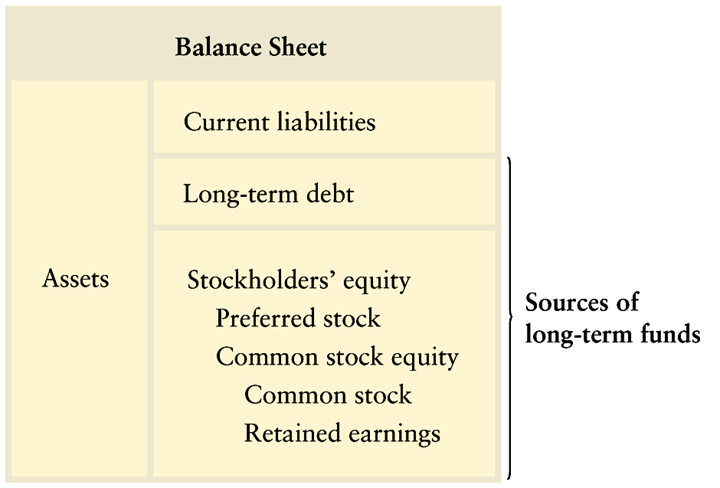 Balance Sheet
Assets
Current liabilities
Long-term debt
Stockholders’ equity
Preferred stock
Common stock equity
Common stock
Retained earnings
Sources of
long-term funds